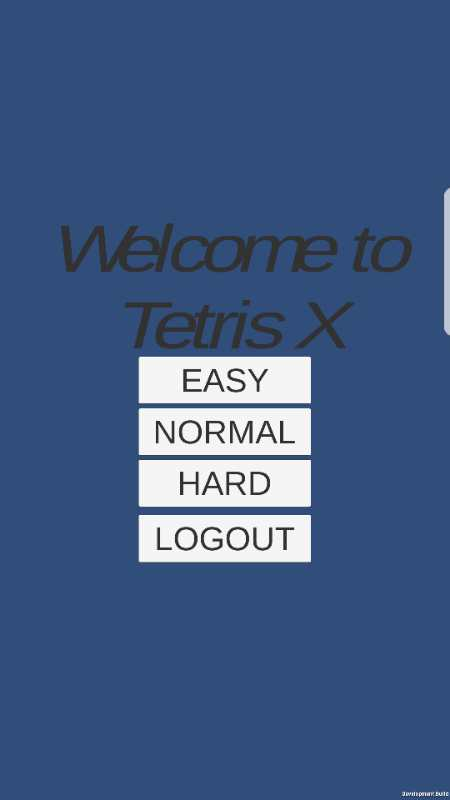 Welcome to
Tetris X
EASY
NORMAL
HARD
LOGOUT
Development Build